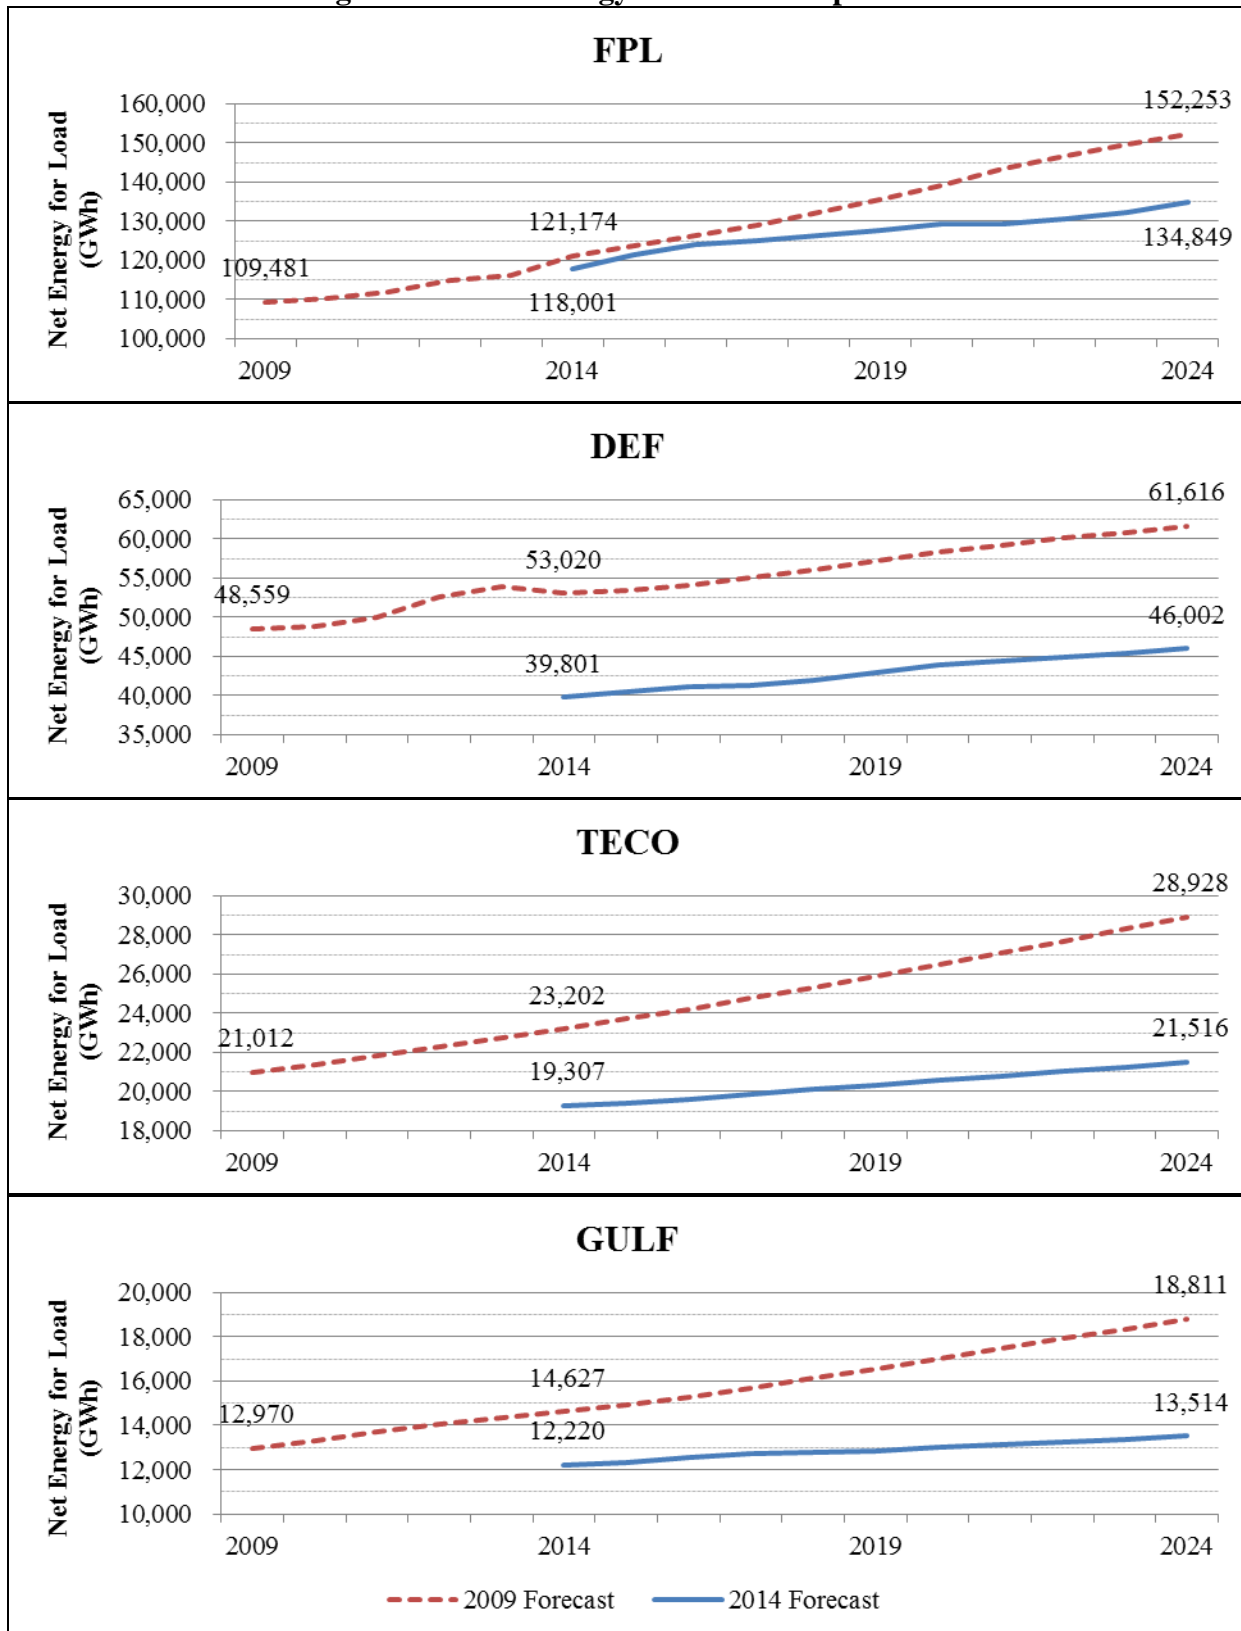 FPL
Net Energy for Load
(GWh)
160,000
150,000
140,000
130,000
120,000
110,000
100,000
152,253
121,174
109,481
118,001
134,849
2009 2014 2019 2024
DEF
Net Energy for Load
(GWh)
65,000
60,000
55,000
50,000
45,000
40,000
35,000
61,616
53,020
48,559
46,002
39,801
2009 2014 2019 2024
TECO
Net Energy for Load
(GWh)
30,000
28,000
26,000
24,000
22,000
20,000
18,000
28,928
23,202
21,012
21,516
19,307
2009 2014 2019 2024
GULF
Net Energy for Load
(GWh)
20,000
18,000
16,000
14,000
12,000
10,000
18,811
14,627
12,970
13,514
12,220
2009 2014 2019 2024
2009 Forecast 2014 Forecast